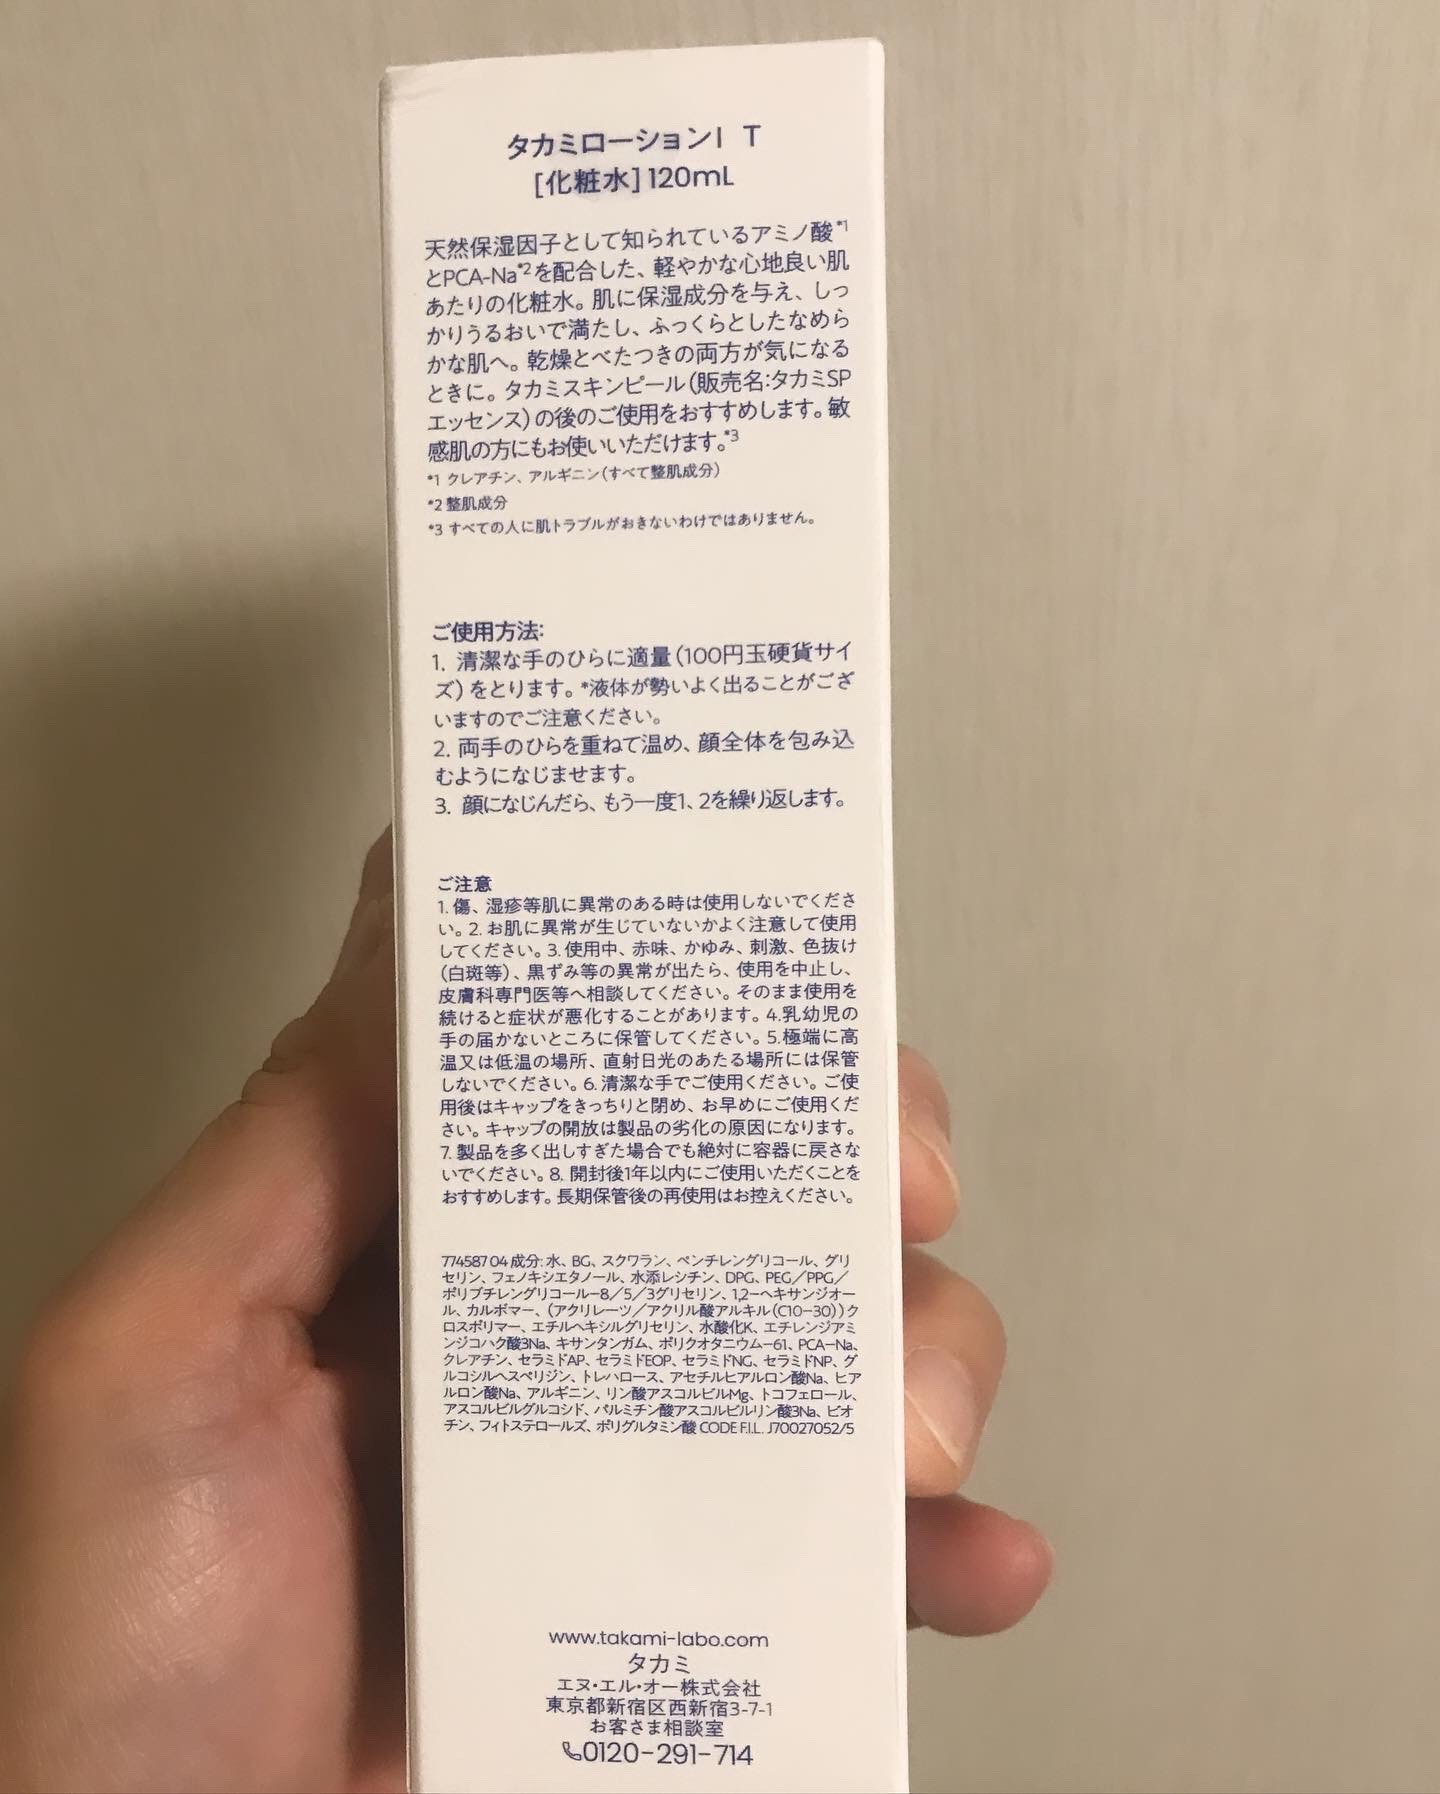 タカミローションI T
[化粧水]120mL
天然保湿因子として知られているアミノ酸*1
とPCA-Na*2を配合した、軽やかな心地良い肌
あたりの化粧水。肌に保湿成分を与え、しっ
かりうるおいで満たし、ふっくらとしたなめら
かな肌へ。乾燥とべたつきの両方が気になる
ときに。タカミスキンピール(販売名:タカミSP
エッセンス)の後のご使用をおすすめします。敏
感肌の方にもお使いいただけます。*3
*1 クレアチン、アルギニン(すべて整肌成分)
*2 整肌成分
*3 すべての人に肌トラブルがおきないわけではありません。
ご使用方法:
1. 清潔な手のひらに適量(100円玉硬貨サイ
ズ)をとります。*液体が勢いよく出ることがござ
いますのでご注意ください。
2. 両手のひらを重ねて温め、顔全体を包み込
むようになじませます。
3. 顔になじんだら、もう一度1、2を繰り返します。
ご注意
1. 傷、湿疹等肌に異常のある時は使用しないでくださ
い。2. お肌に異常が生じていないかよく注意して使用
してください。3. 使用中、赤味、かゆみ、刺激、色抜け
(白斑等)、黒ずみ等の異常が出たら、使用を中止し、
皮膚科専門医等へ相談してください。そのまま使用を
続けると症状が悪化することがあります。4.乳幼児の
手の届かないところに保管してください。5.極端に高
温又は低温の場所、直射日光のあたる場所には保管
しないでください。6. 清潔な手でご使用ください。ご使
用後はキャップをきっちりと閉め、お早めにご使用くだ
さい。キャップの開放は製品の劣化の原因になります。
7. 製品を多く出しすぎた場合でも絶対に容器に戻さな
いでください。8. 開封後1年以内にご使用いただくことを
おすすめします。長期保管後の再使用はお控えください。
77458704 成分: 水、BG、スクワラン、ペンチレングリコール、グリ
セリン、フェノキシエタノール、水添レシチン、DPG、PEG/PPG/
ポリブチレングリコール-8/5/3グリセリン、1,2-ヘキサンジオー
ル、カルボマー、(アクリレーツ/アクリル酸アルキル(C10-30))ク
ロスポリマー、エチルヘキシルグリセリン、水酸化K、エチレンジアミ
ンジコハク酸3Na、キサンタンガム、ポリクオタニウム-61、PCA-Na、
クレアチン、セラミドAP、セラミドEOP、セラミドNG、セラミドNP、グ
ルコシルヘスペリジン、トレハロース、アセチルヒアルロン酸Na、ヒア
ルロン酸Na、アルギニン、リン酸アスコルビルMg、トコフェロール、
アスコルビルグルコシド、パルミチン酸アスコルビルリン酸3Na、ビオ
チン、フィトステロールズ、ポリグルタミン酸 CODE F.I.L. J70027052/5
www.takami-labo.com
タカミ
エヌ・エル・オー株式会社
東京都新宿区西新宿3-7-1
お客さま相談室
0120-291-714